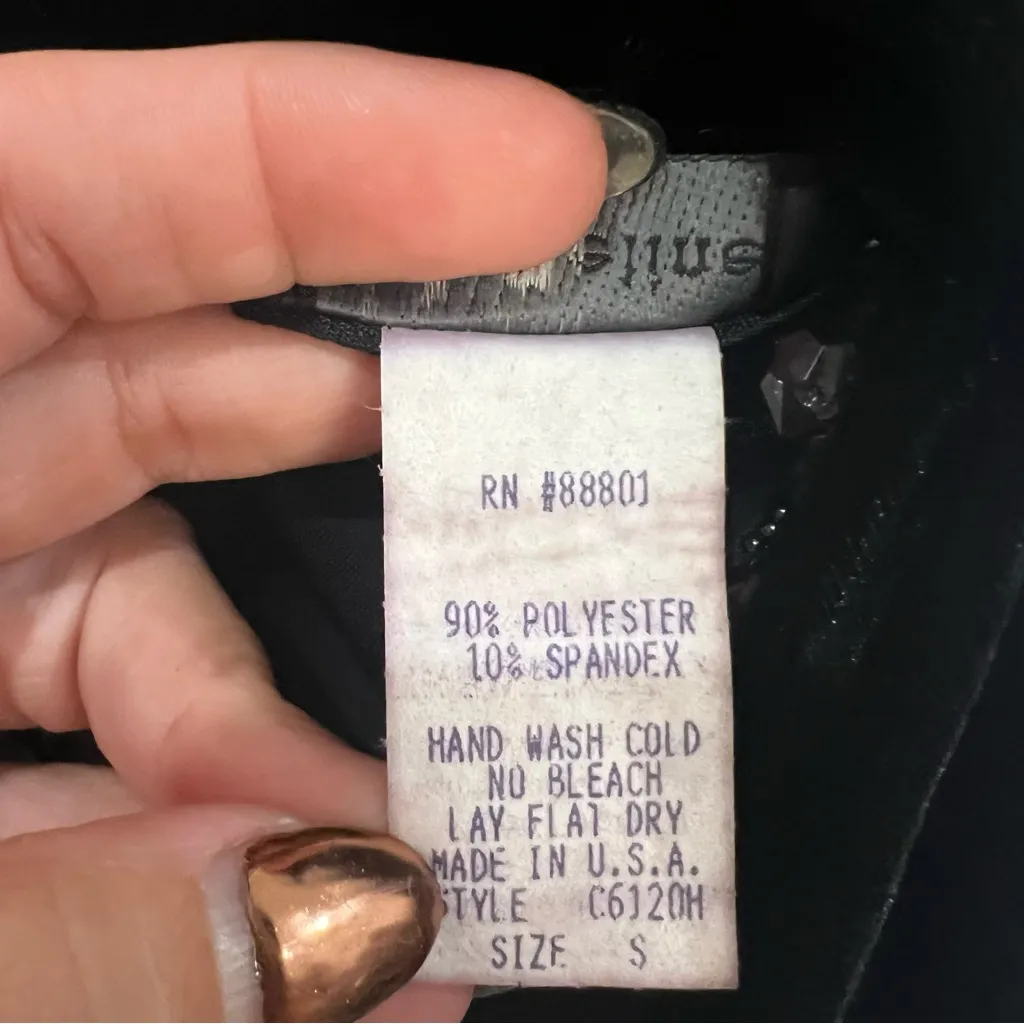 RN #88801
90% POLYESTER
10% SPANDEX
HAND WASH COLD
NO BLEACH
LAY FLAT DRY
MADE IN U.S.A.
STYLE C6120H
SIZE S